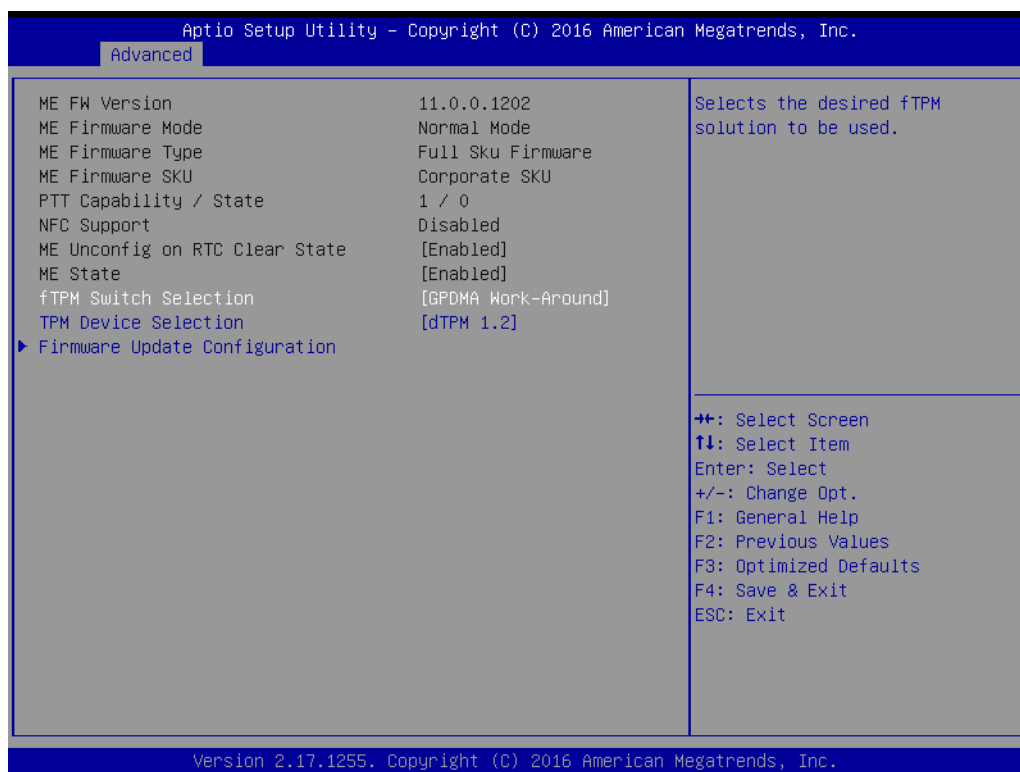 Aptio Setup Utility – Copyright (C) 2016 American Megatrends, Inc.
Advanced
ME FW Version 11.0.0.1202
ME Firmware Mode Normal Mode
ME Firmware Type Full Sku Firmware
ME Firmware SKU Corporate SKU
PTT Capability / State 1 / 0
NFC Support Disabled
ME Unconfig on RTC Clear State [Enabled]
ME State [Enabled]
fTPM Switch Selection [GPDMA Work-Around]
TPM Device Selection [dTPM 1.2]
Firmware Update Configuration
Selects the desired fTPM
solution to be used.
→←: Select Screen
↑↓: Select Item
Enter: Select
+/-: Change Opt.
F1: General Help
F2: Previous Values
F3: Optimized Defaults
F4: Save & Exit
ESC: Exit
Version 2.17.1255. Copyright (C) 2016 American Megatrends, Inc.